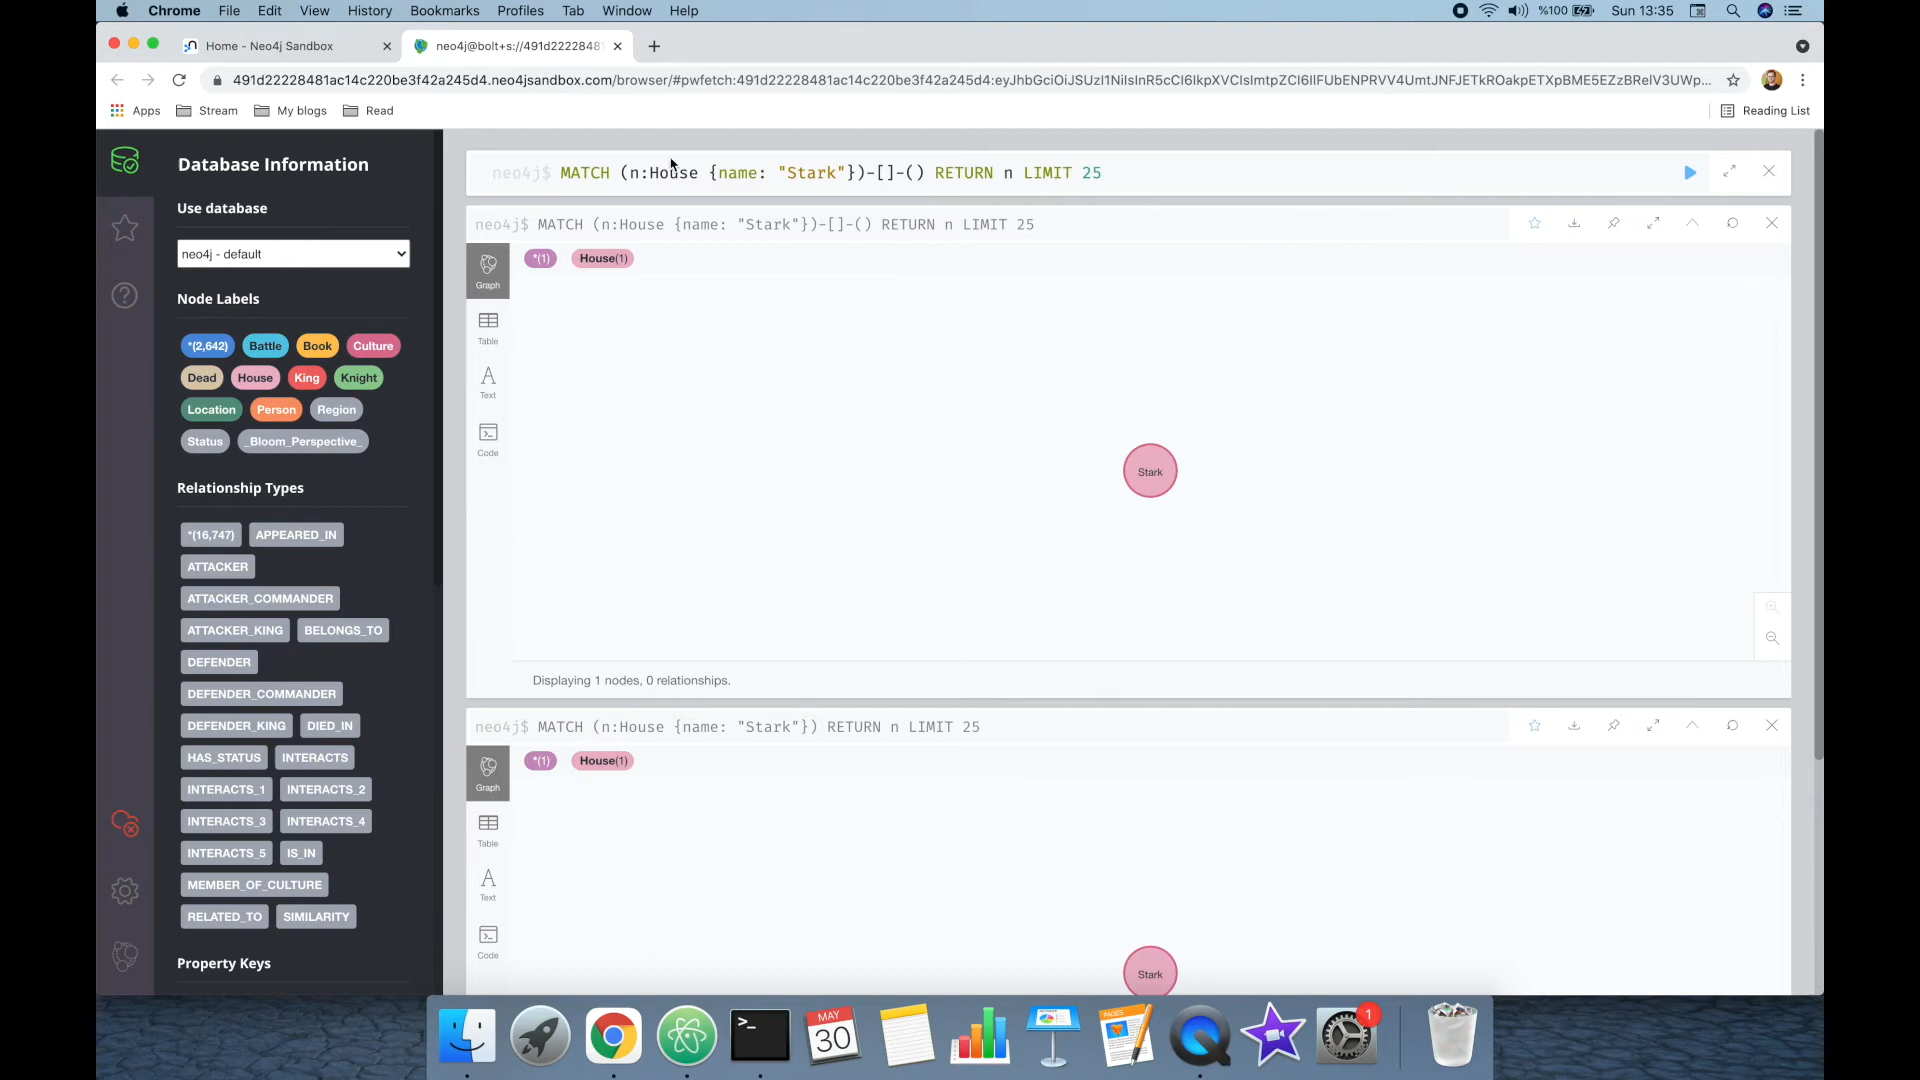 Chrome File Edit View History Bookmarks Profiles Tab Window Help %100 Sun 13:35
Home - Neo4j Sandbox
neo4j@bolt+s://491d2222848
491d22228481ac14c220be3f42a245d4.neo4jsandbox.com/browser/#pwfetch:491d22228481ac14c220be3f42a245d4:
Apps Stream My blogs Read Reading List
Database Information
Use database
neo4j - default
Node Labels
*(2,642) Battle Book Culture
Dead House King Knight
Location Person Region
Status _Bloom_Perspective_
Relationship Types
*(16,747) APPEARED_IN
ATTACKER
ATTACKER_COMMANDER
ATTACKER_KING BELONGS_TO
DEFENDER
DEFENDER_COMMANDER
DEFENDER_KING DIED_IN
HAS_STATUS INTERACTS
INTERACTS_1 INTERACTS_2
INTERACTS_3 INTERACTS_4
INTERACTS_5 IS_IN
MEMBER_OF_CULTURE
RELATED_TO SIMILARITY
Property Keys
neo4j$ MATCH (n:House {name: "Stark"})-[]-() RETURN n LIMIT 25
neo4j$ MATCH (n:House {name: "Stark"})-[]-() RETURN n LIMIT 25
*(1) House(1)
Graph
Table
Text
Code
Stark
Displaying 1 nodes, 0 relationships.
neo4j$ MATCH (n:House {name: "Stark"}) RETURN n LIMIT 25
*(1) House(1)
Graph
Table
Text
Code
Stark
MAY
30
PAGES
1